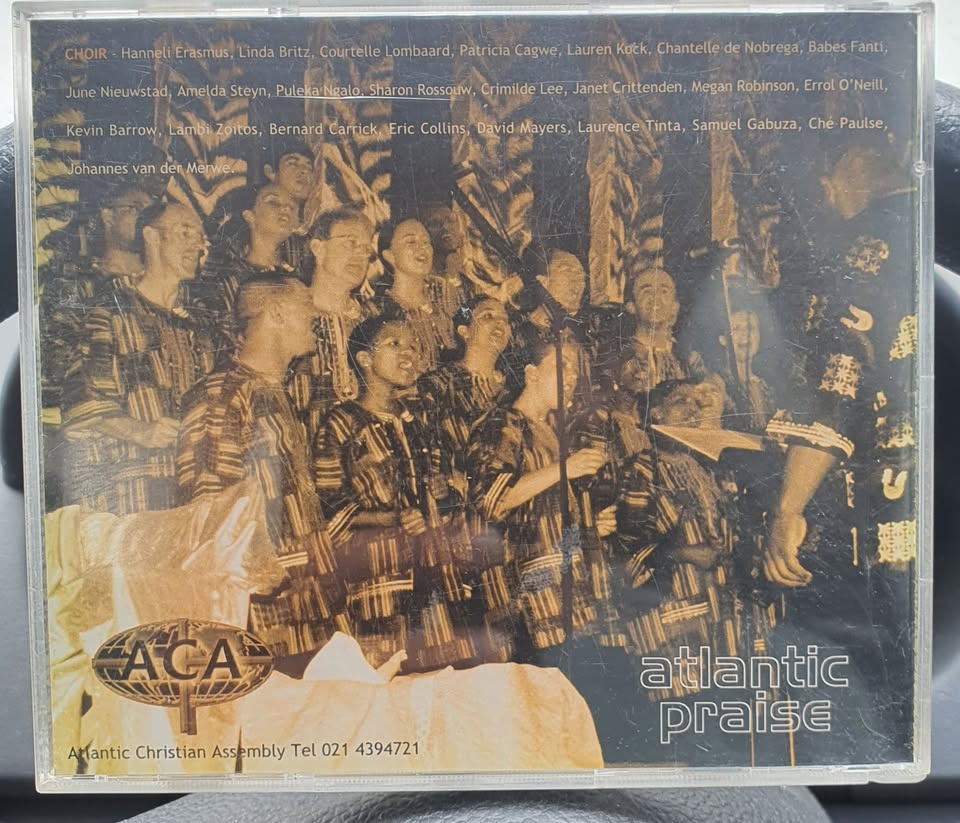 CHOIR - Hanneli Erasmus, Linda Britz, Courtelle Lombaard, Patricia Cagwe, Lauren Kock, Chantelle de Nobrega, Babes Fanti,
June Nieuwstad, Amelda Steyn, Puleka Ngalo, Sharon Rossouw, Crimilde Lee, Janet Crittenden, Megan Robinson, Errol O'Neill,
Kevin Barrow, Lambi Zoitos, Bernard Carrick, Eric Collins, David Mayers, Laurence Tinta, Samuel Gabuza, Ché Paulse,
Johannes van der Merwe.
ACA
atlantic
praise
Atlantic Christian Assembly Tel 021 4394721